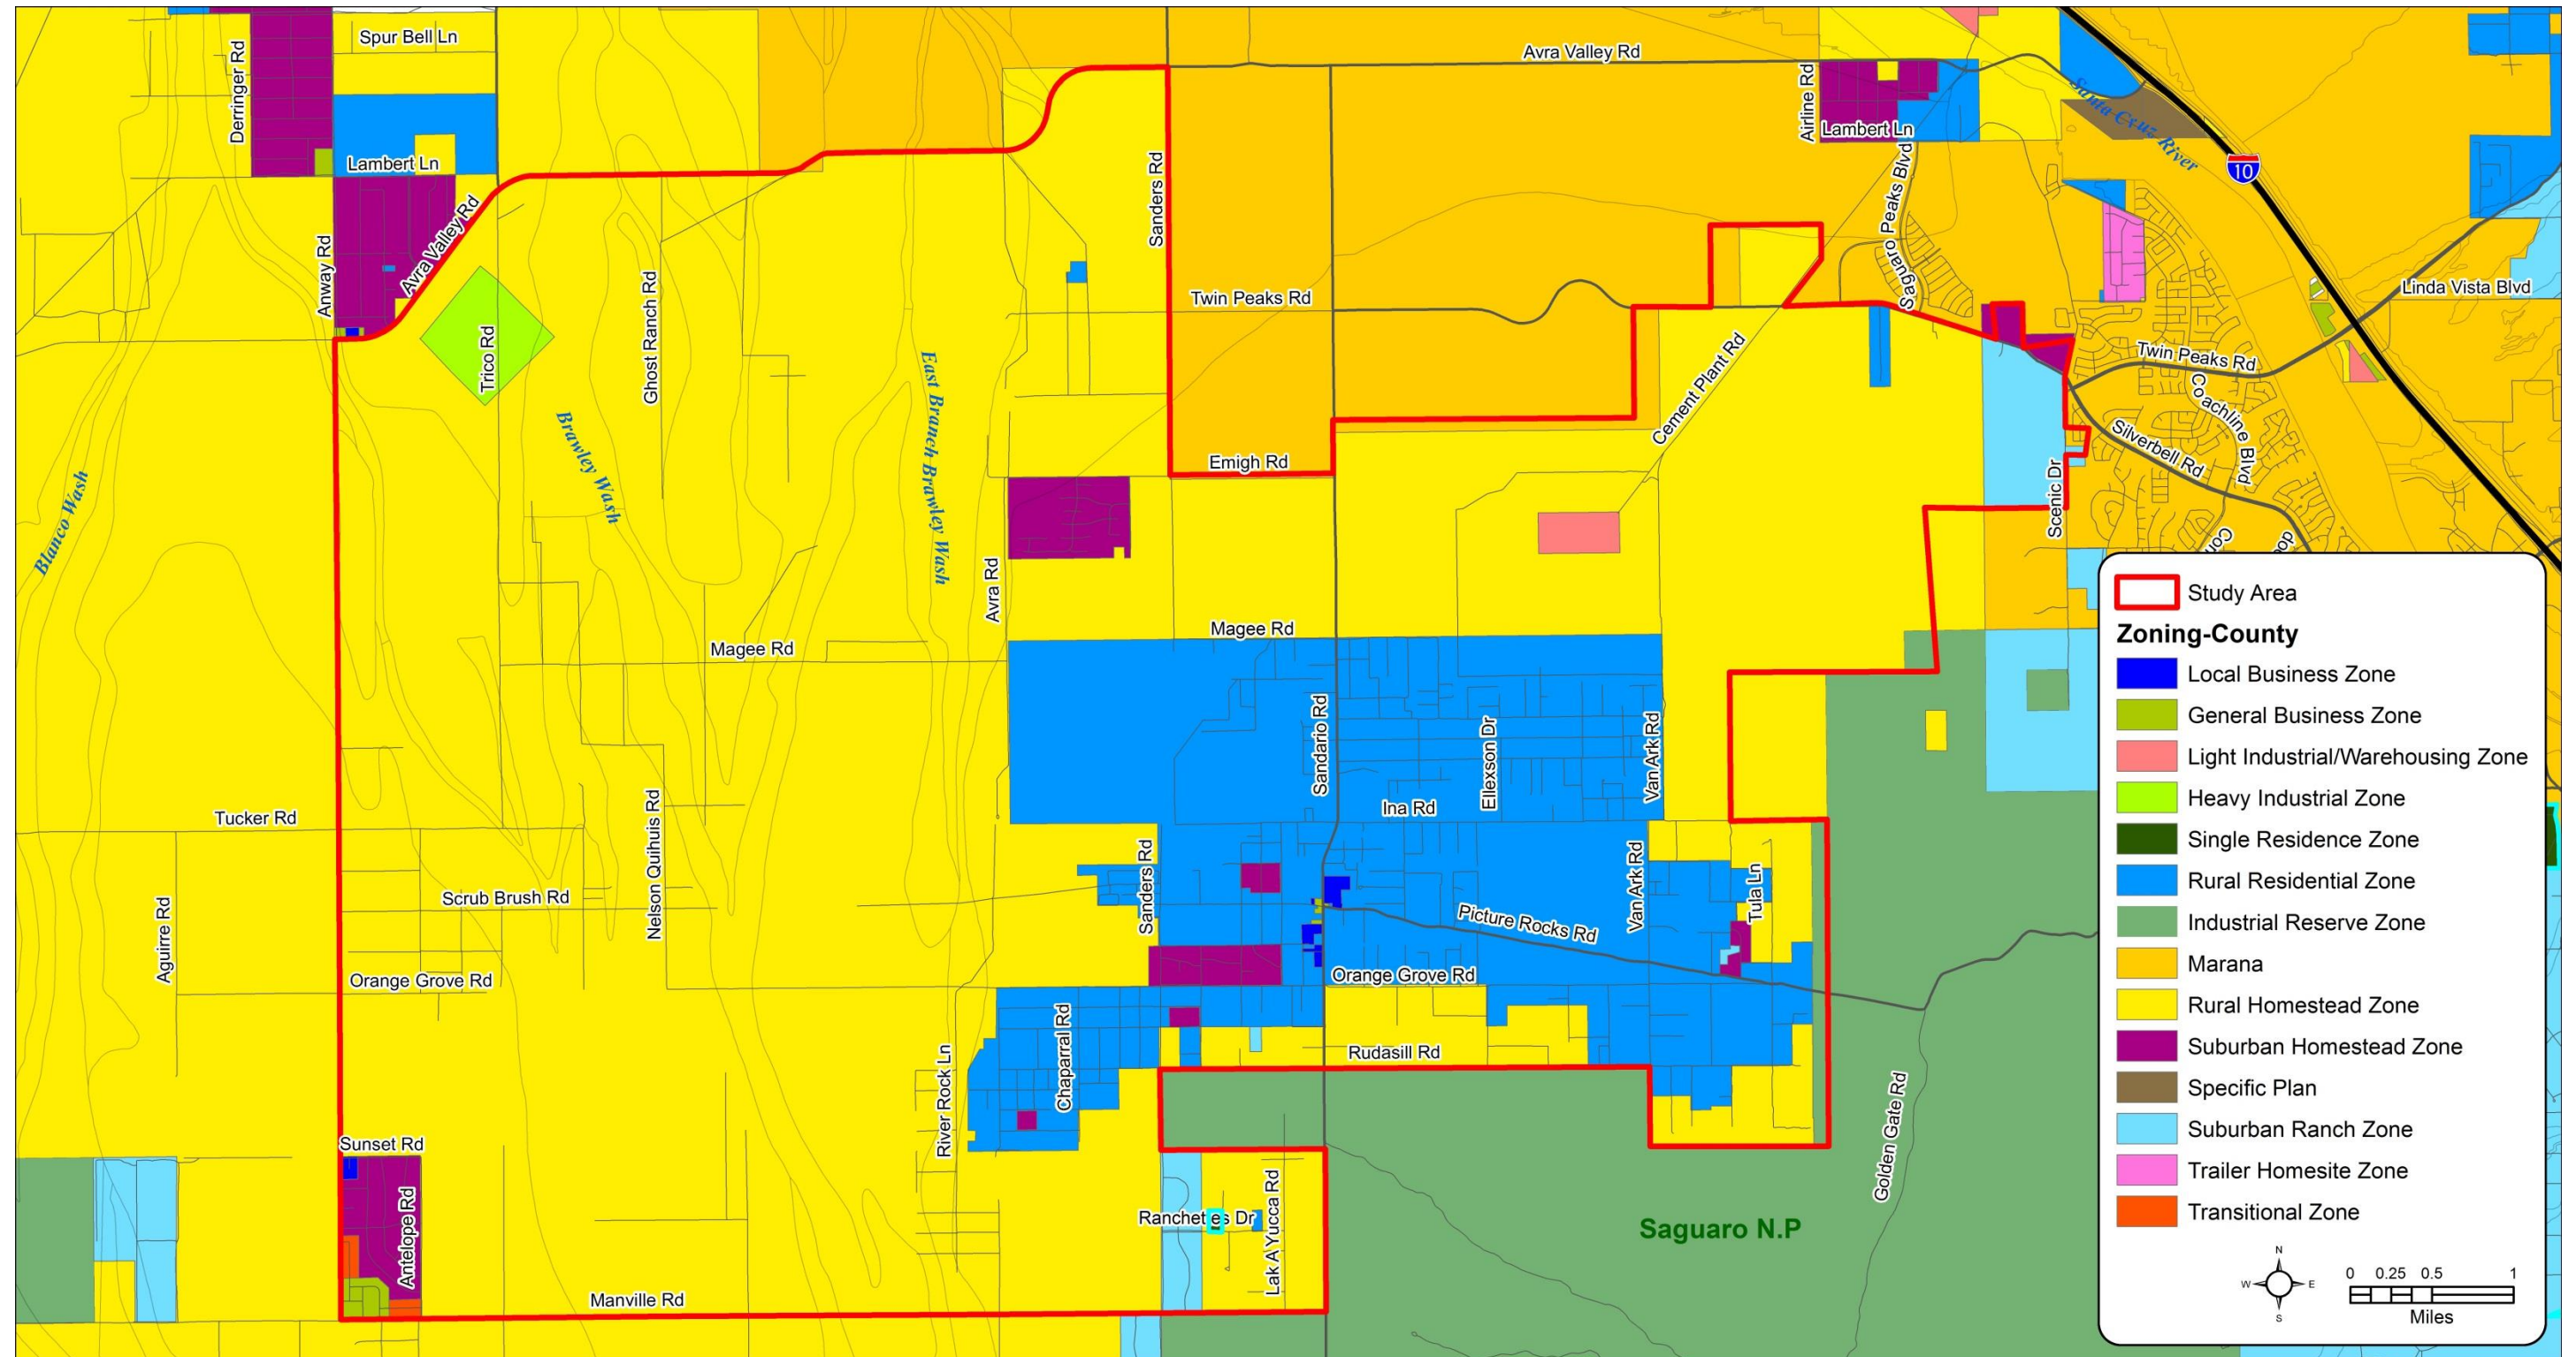 Spur Bell Ln
Derringer Rd
Avra Valley Rd
Airline Rd
Santa Cruz River
Lambert Ln
Lambert Ln
10
Sanders Rd
Saguaro Peaks Blvd
Avra Valley Rd
Anway Rd
Trico Rd
Ghost Ranch Rd
Twin Peaks Rd
Linda Vista Blvd
Twin Peaks Rd
Cement Plant Rd
Coachline Blvd
Silverbell Rd
Blanco Wash
Brawley Wash
East Branch Brawley Wash
Emigh Rd
Scenic Dr
Avra Rd
Magee Rd
Magee Rd
Sandario Rd
Ellexson Dr
Van Ark Rd
Ina Rd
Tucker Rd
Nelson Quihuis Rd
Scrub Brush Rd
Aguirre Rd
Sanders Rd
Van Ark Rd
Tula Ln
Picture Rocks Rd
Orange Grove Rd
Orange Grove Rd
Rudasill Rd
River Rock Ln
Chaparral Rd
Golden Gate Rd
Sunset Rd
Antelope Rd
Ranchettes Dr
Lak A Yucca Rd
Saguaro N.P
Manville Rd
Study Area
Zoning-County
Local Business Zone
General Business Zone
Light Industrial/Warehousing Zone
Heavy Industrial Zone
Single Residence Zone
Rural Residential Zone
Industrial Reserve Zone
Marana
Rural Homestead Zone
Suburban Homestead Zone
Specific Plan
Suburban Ranch Zone
Trailer Homesite Zone
Transitional Zone
N
W E
S
0 0.25 0.5 1
Miles